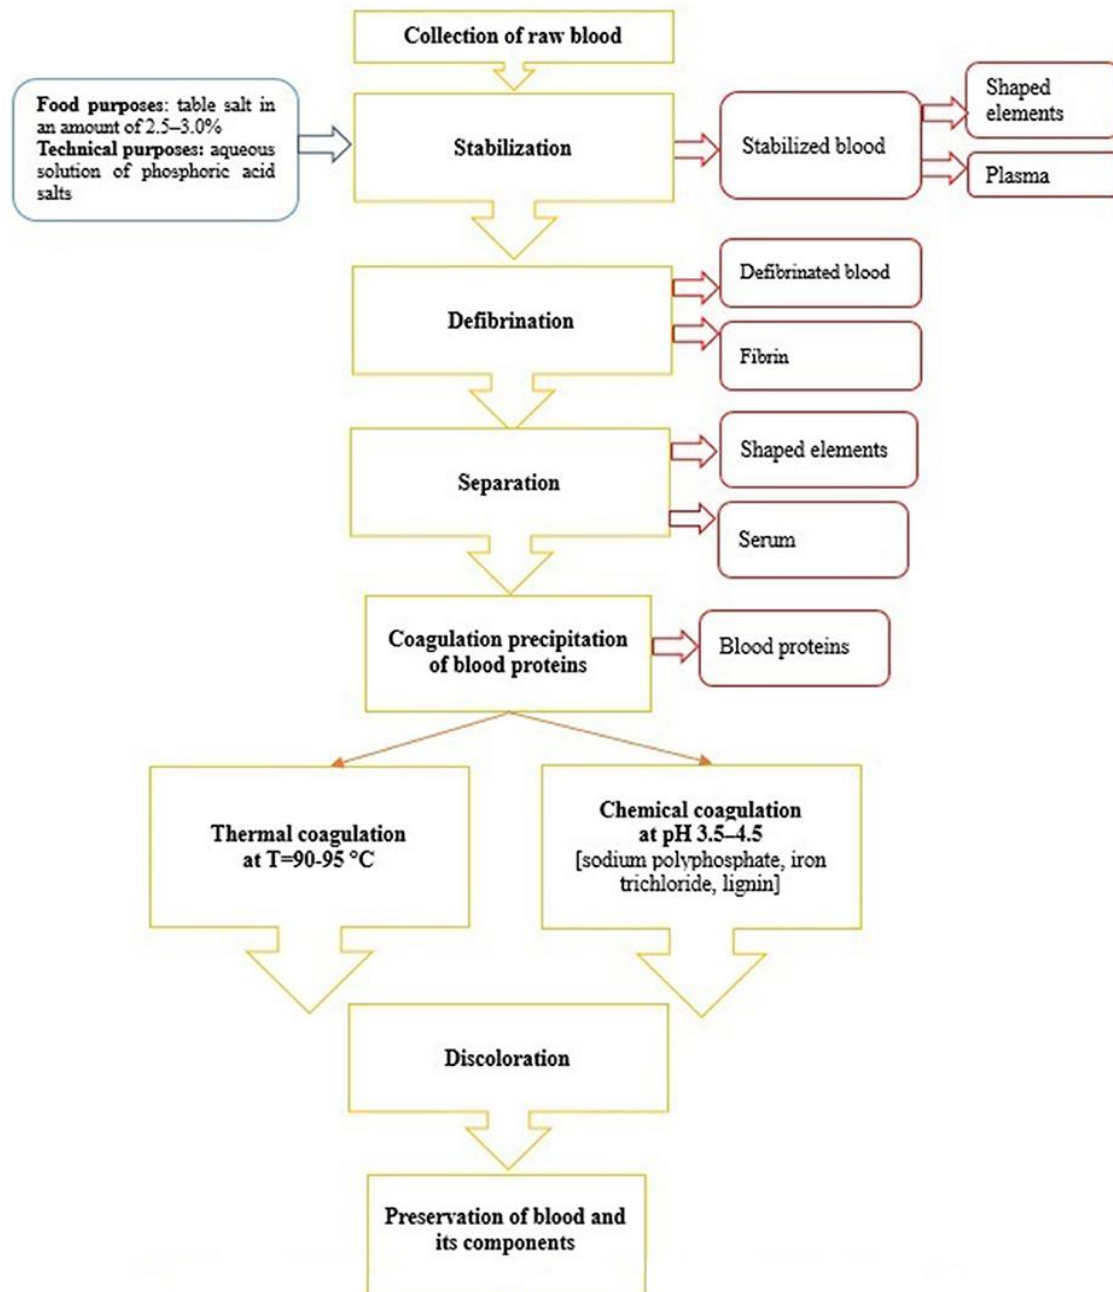 Collection of raw blood
Food purposes: table salt in
an amount of 2.5–3.0%
Technical purposes: aqueous
solution of phosphoric acid
salts
Stabilization
Stabilized blood
Shaped
elements
Plasma
Defibrination
Defibrinated blood
Fibrin
Separation
Shaped elements
Serum
Coagulation precipitation
of blood proteins
Blood proteins
Thermal coagulation
at T=90-95 °C
Chemical coagulation
at pH 3.5–4.5
[sodium polyphosphate, iron
trichloride, lignin]
Discoloration
Preservation of blood and
its components